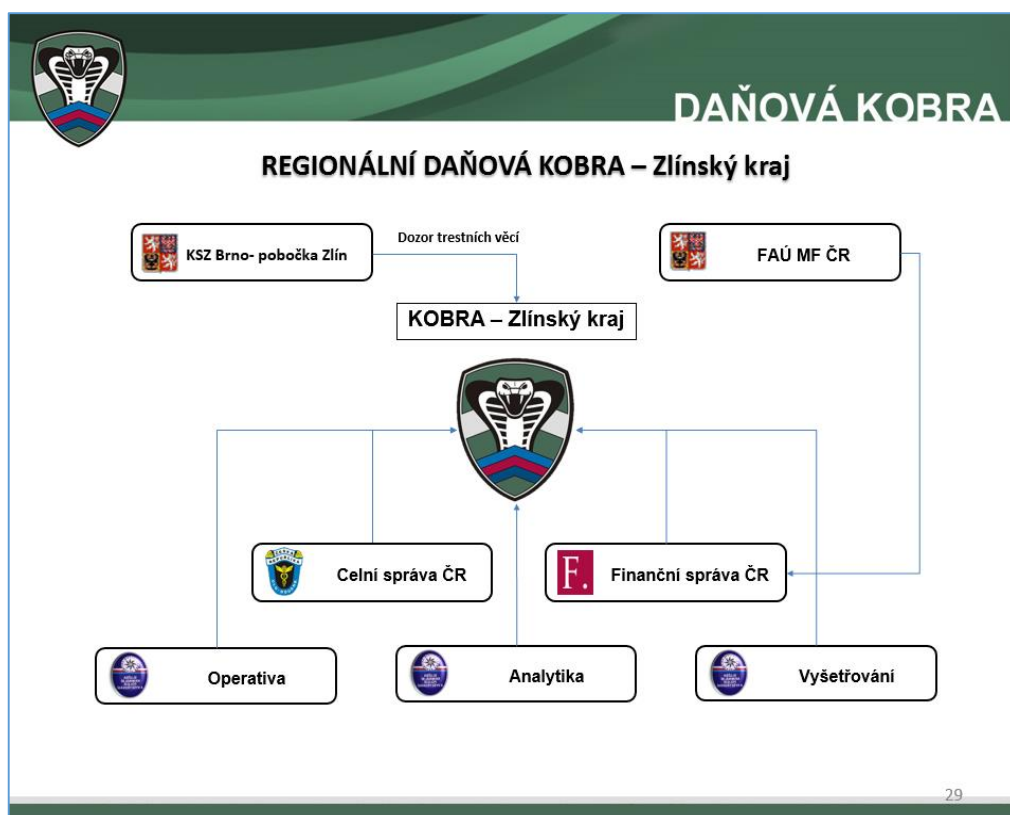 DAŇOVÁ KOBRA
REGIONÁLNÍ DAŇOVÁ KOBRA – Zlínský kraj
KSZ Brno- pobočka Zlín
Dozor trestních věcí
FAÚ MF ČR
KOBRA – Zlínský kraj
Celní správa ČR
F.
Finanční správa ČR
Operativa
Analytika
Vyšetřování
29